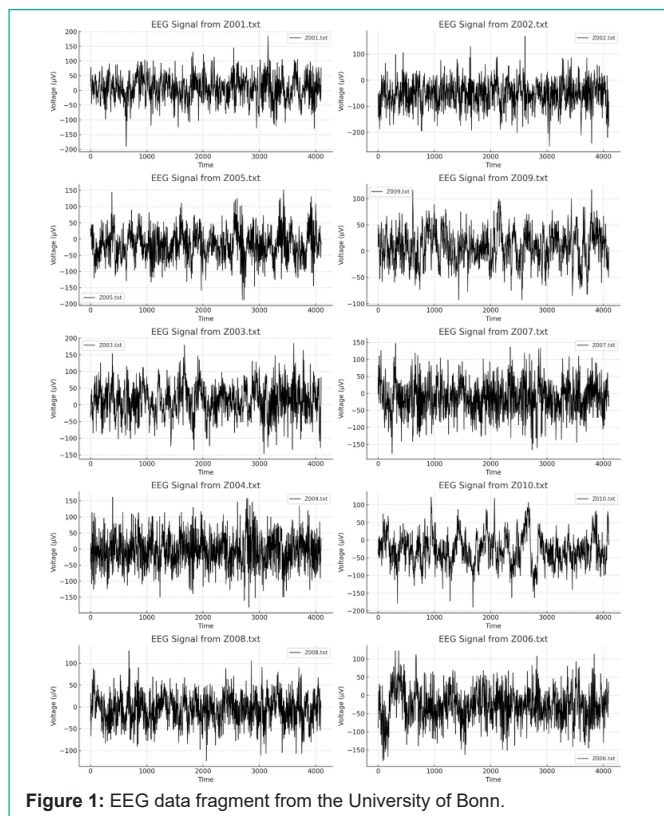 EEG Signal from Z001.txt
Z001.txt
200
150
100
50
0
−50
−100
−150
−200
Voltage (µV)
0 1000 2000 3000 4000
Time
EEG Signal from Z002.txt
Z002.txt
150
100
50
0
−50
−100
−150
−200
Voltage (µV)
0 1000 2000 3000 4000
Time
EEG Signal from Z005.txt
Z005.txt
150
100
50
0
−50
−100
−150
−200
Voltage (µV)
0 1000 2000 3000 4000
Time
EEG Signal from Z009.txt
Z009.txt
100
50
0
−50
−100
Voltage (µV)
0 1000 2000 3000 4000
Time
EEG Signal from Z003.txt
Z003.txt
200
150
100
50
0
−50
−100
−150
Voltage (µV)
0 1000 2000 3000 4000
Time
EEG Signal from Z007.txt
Z007.txt
150
100
50
0
−50
−100
−150
Voltage (µV)
0 1000 2000 3000 4000
Time
EEG Signal from Z004.txt
Z004.txt
150
100
50
0
−50
−100
−150
Voltage (µV)
0 1000 2000 3000 4000
Time
EEG Signal from Z010.txt
Z010.txt
100
50
0
−50
−100
−150
−200
Voltage (µV)
0 1000 2000 3000 4000
Time
EEG Signal from Z008.txt
Z008.txt
100
50
0
−50
−100
Voltage (µV)
0 1000 2000 3000 4000
Time
EEG Signal from Z006.txt
Z006.txt
100
50
0
−50
−100
−150
Voltage (µV)
0 1000 2000 3000 4000
Time
Figure 1: EEG data fragment from the University of Bonn.